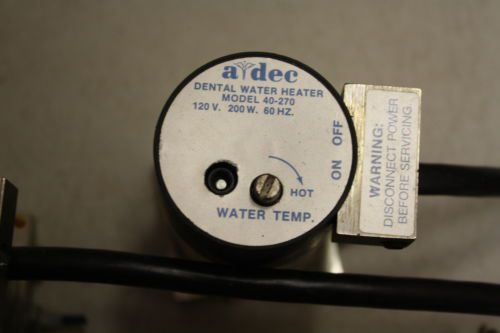 a dec
DENTAL WATER HEATER
MODEL 40-270
120 V. 200 W. 60 HZ.
HOT
WATER TEMP.
ON OFF
WARNING:
DISCONNECT POWER
BEFORE SERVICING